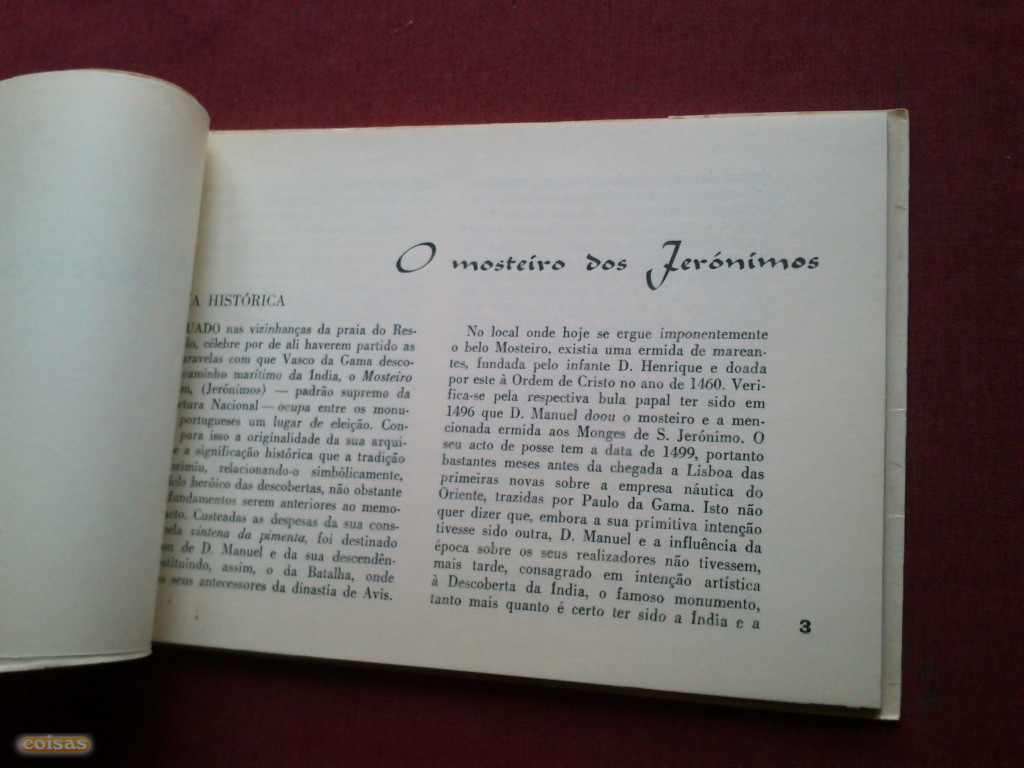 O mosteiro dos Jerónimos
A HISTÓRICA
UADO nas vizinhanças da praia do Res-
lo, célebre por de ali haverem partido as
aravelas com que Vasco da Gama desco-
caminho marítimo da Índia, o Mosteiro
m, (Jerónimos) — padrão supremo da
ctura Nacional — ocupa entre os monu-
portugueses um lugar de eleição. Con-
para isso a originalidade da sua arqui-
e a significação histórica que a tradição
primiu, relacionando-o simbòlicamente,
iclo heróico das descobertas, não obstante
fundamentos serem anteriores ao memo-
acto. Custeadas as despesas da sua cons-
pela vintena da pimenta, foi destinado
on de D. Manuel e da sua descendên-
stituindo, assim, o da Batalha, onde
os seus antecessores da dinastia de Avis.
No local onde hoje se ergue imponentemente
o belo Mosteiro, existia uma ermida de marean-
tes, fundada pelo infante D. Henrique e doada
por este à Ordem de Cristo no ano de 1460. Veri-
fica-se pela respectiva bula papal ter sido em
1496 que D. Manuel doou o mosteiro e a men-
cionada ermida aos Monges de S. Jerónimo. O
seu acto de posse tem a data de 1499, portanto
bastantes meses antes da chegada a Lisboa das
primeiras novas sobre a empresa náutica do
Oriente, trazidas por Paulo da Gama. Isto não
quer dizer que, embora a sua primitiva intenção
tivesse sido outra, D. Manuel e a influência da
época sobre os seus realizadores não tivessem,
mais tarde, consagrado em intenção artística
à Descoberta da Índia, o famoso monumento,
tanto mais quanto é certo ter sido a Índia e a
3
coisas